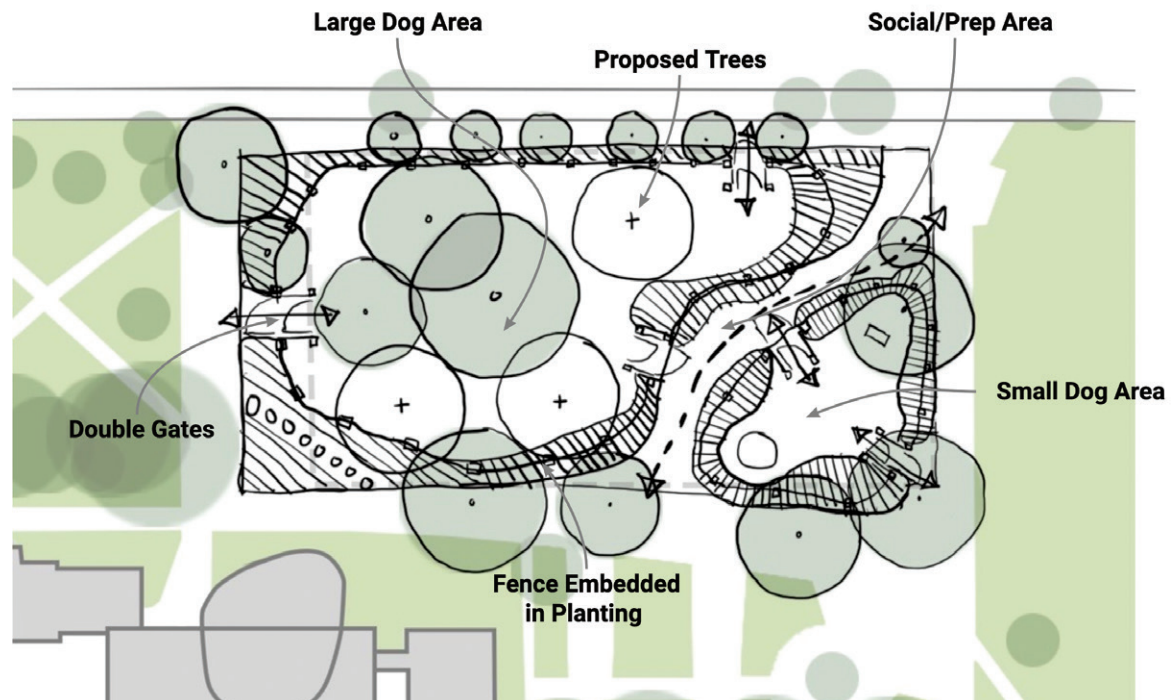 Large Dog Area
Social/Prep Area
Proposed Trees
Small Dog Area
Double Gates
Fence Embedded
in Planting